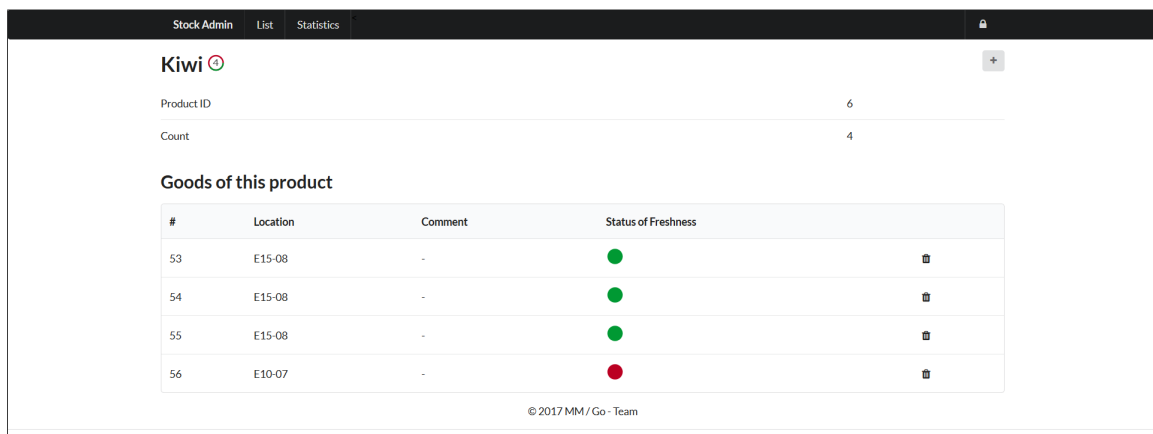 Stock Admin List Statistics
Kiwi 4
+
Product ID 6
Count 4
Goods of this product
# Location Comment Status of Freshness
53 E15-08 -
54 E15-08 -
55 E15-08 -
56 E10-07 -
© 2017 MM / Go - Team